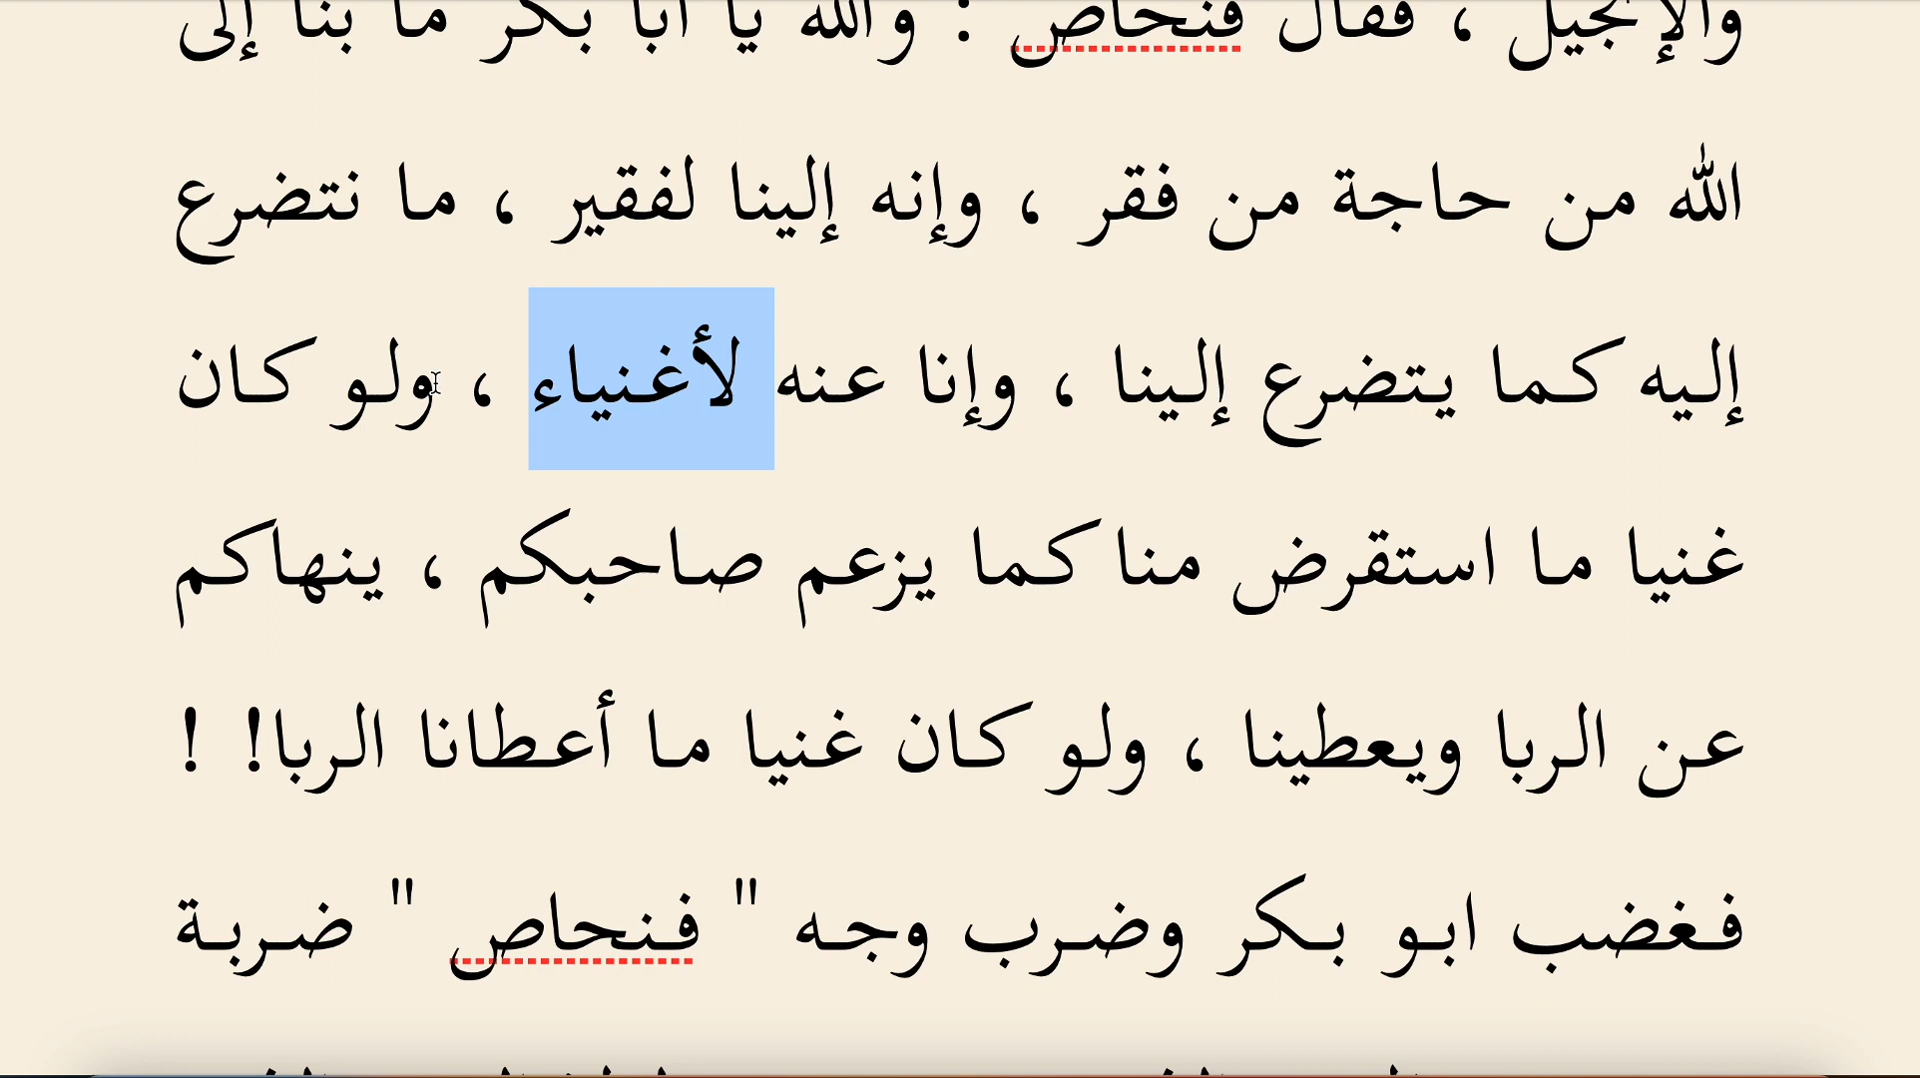 والإنجيل ، فقال فنحاص : والله يا أبا بكر ما بنا إلى
الله من حاجة من فقر ، وإنه إلينا لفقير ، ما نتضرع
إليه كما يتضرع إلينا ، وإنا عنه لأغنياء ، ولو كان
غنيا ما استقرض منا كما يزعم صاحبكم ، ينهاكم
عن الربا ويعطينا ، ولو كان غنيا ما أعطانا الربا! !
فغضب ابو بكر وضرب وجه " فنحاص " ضربة